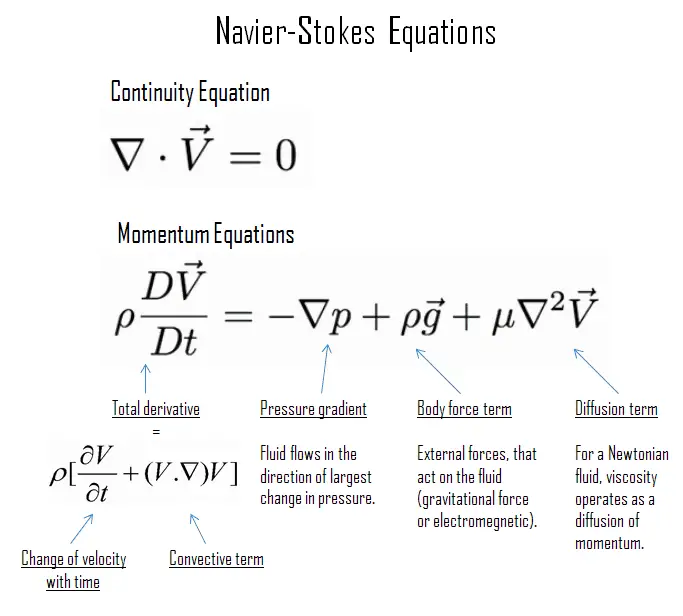 Navier-Stokes Equations
Continuity Equation
∇ · V⃗ = 0
Momentum Equations
ρ DV⃗/Dt = −∇p + ρg⃗ + μ∇²V⃗
Total derivative
=
ρ[∂V/∂t + (V.∇)V]
Change of velocity
with time
Convective term
Pressure gradient
Fluid flows in the
direction of largest
change in pressure.
Body force term
External forces, that
act on the fluid
(gravitational force
or electromegnetic).
Diffusion term
For a Newtonian
fluid, viscosity
operates as a
diffusion of
momentum.